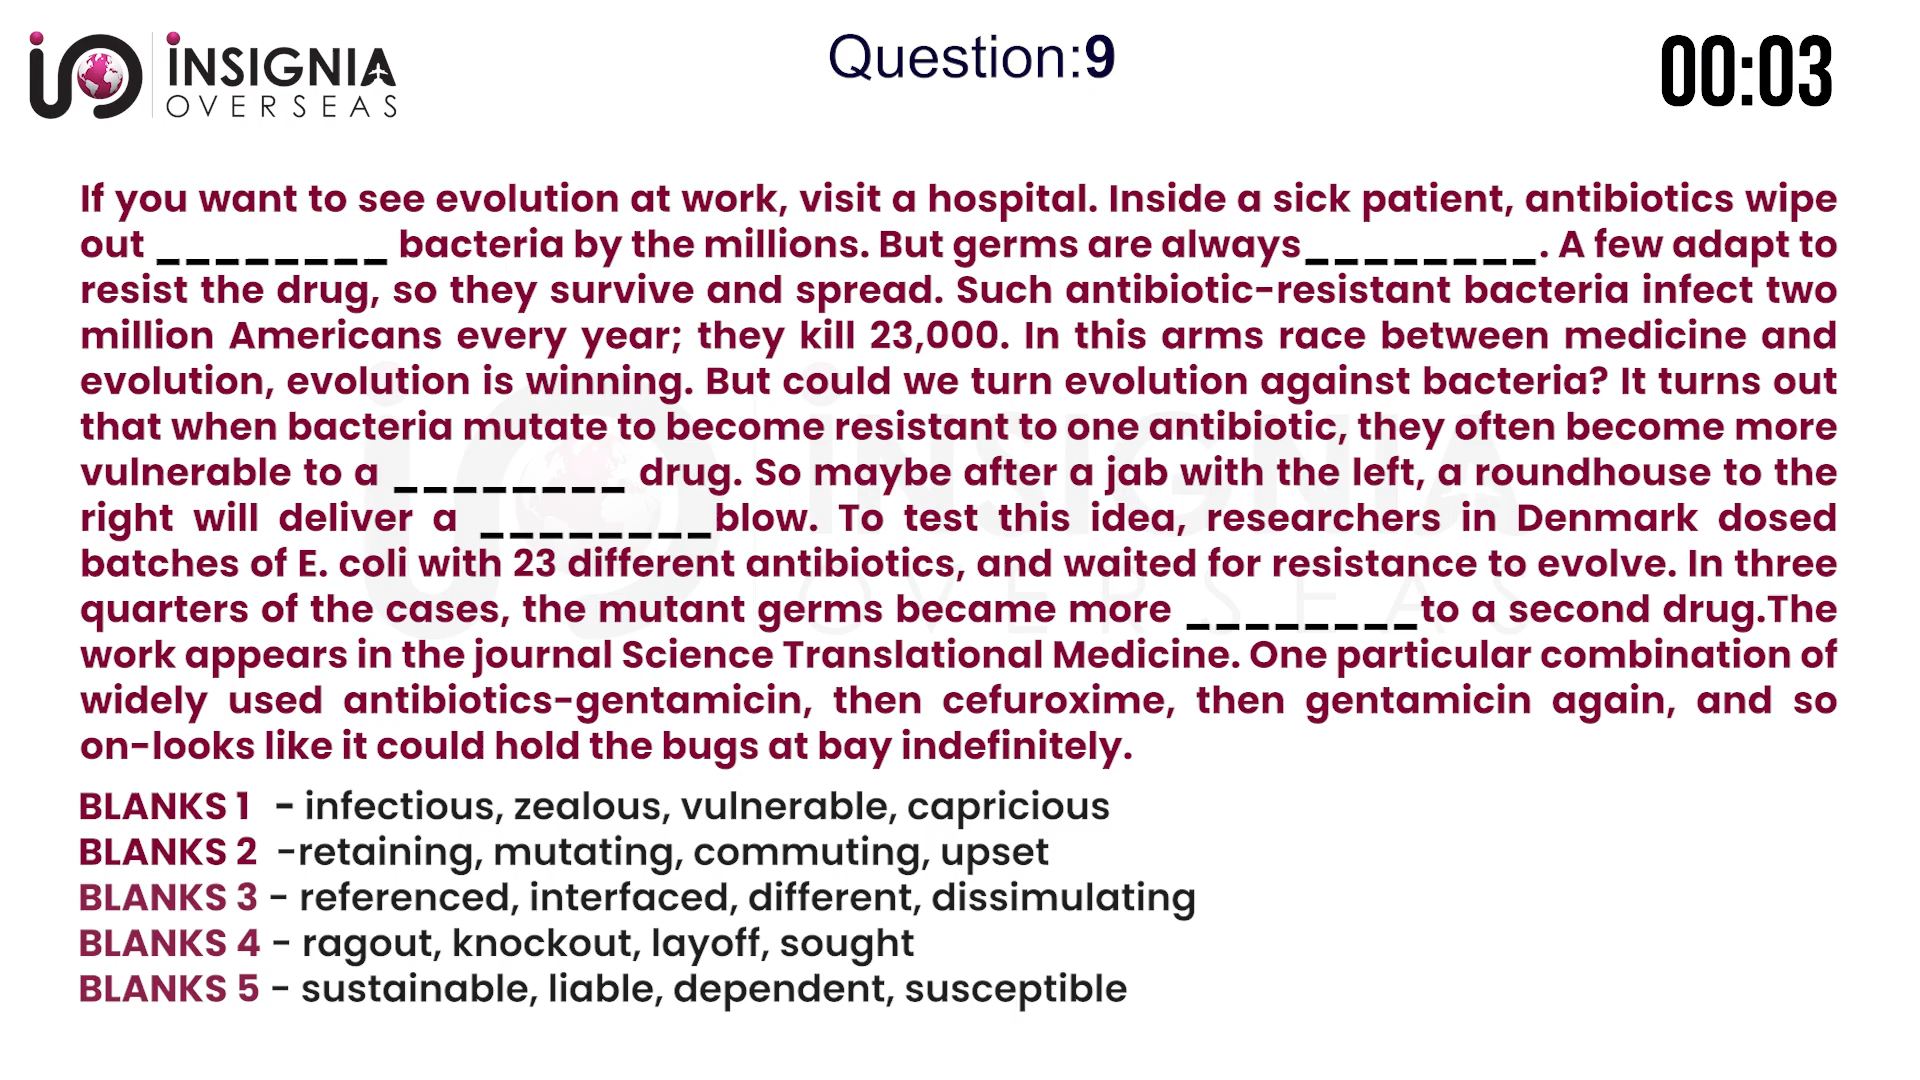 iNSIGNIA
OVERSEAS
Question:9
00:03
If you want to see evolution at work, visit a hospital. Inside a sick patient, antibiotics wipe
out ________ bacteria by the millions. But germs are always________. A few adapt to
resist the drug, so they survive and spread. Such antibiotic-resistant bacteria infect two
million Americans every year; they kill 23,000. In this arms race between medicine and
evolution, evolution is winning. But could we turn evolution against bacteria? It turns out
that when bacteria mutate to become resistant to one antibiotic, they often become more
vulnerable to a ________ drug. So maybe after a jab with the left, a roundhouse to the
right will deliver a ________blow. To test this idea, researchers in Denmark dosed
batches of E. coli with 23 different antibiotics, and waited for resistance to evolve. In three
quarters of the cases, the mutant germs became more ________to a second drug.The
work appears in the journal Science Translational Medicine. One particular combination of
widely used antibiotics-gentamicin, then cefuroxime, then gentamicin again, and so
on-looks like it could hold the bugs at bay indefinitely.
BLANKS 1 - infectious, zealous, vulnerable, capricious
BLANKS 2 -retaining, mutating, commuting, upset
BLANKS 3 - referenced, interfaced, different, dissimulating
BLANKS 4 - ragout, knockout, layoff, sought
BLANKS 5 - sustainable, liable, dependent, susceptible